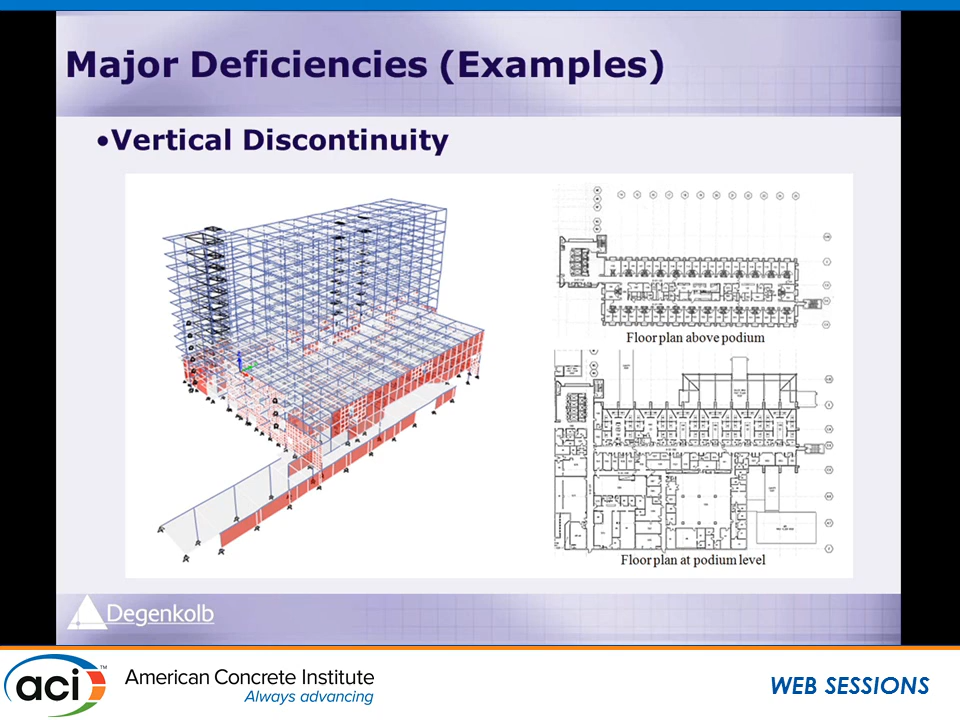 Major Deficiencies (Examples)
•Vertical Discontinuity
Floor plan above podium
Floor plan at podium level
Degenkolb
aci™
American Concrete Institute
Always advancing
WEB SESSIONS